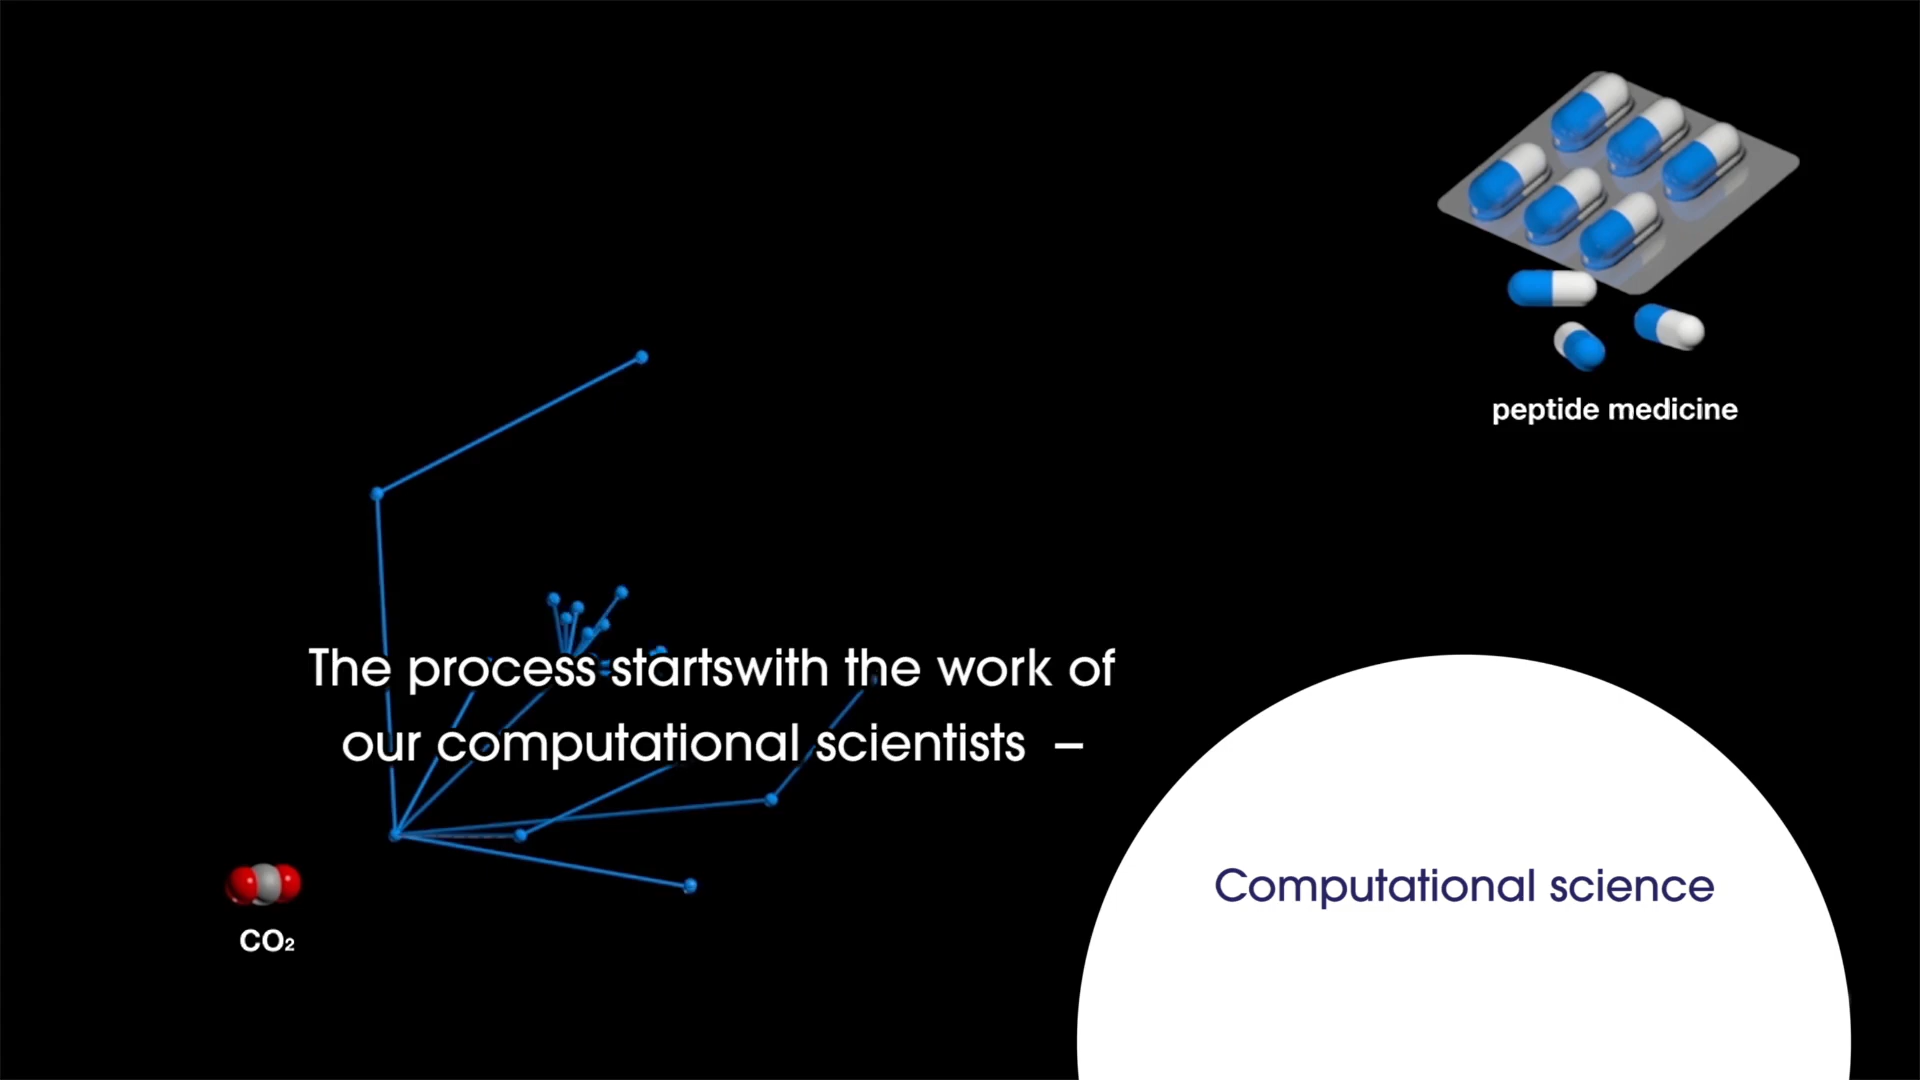 peptide medicine
The process startswith the work of
our computational scientists –
Computational science
CO₂